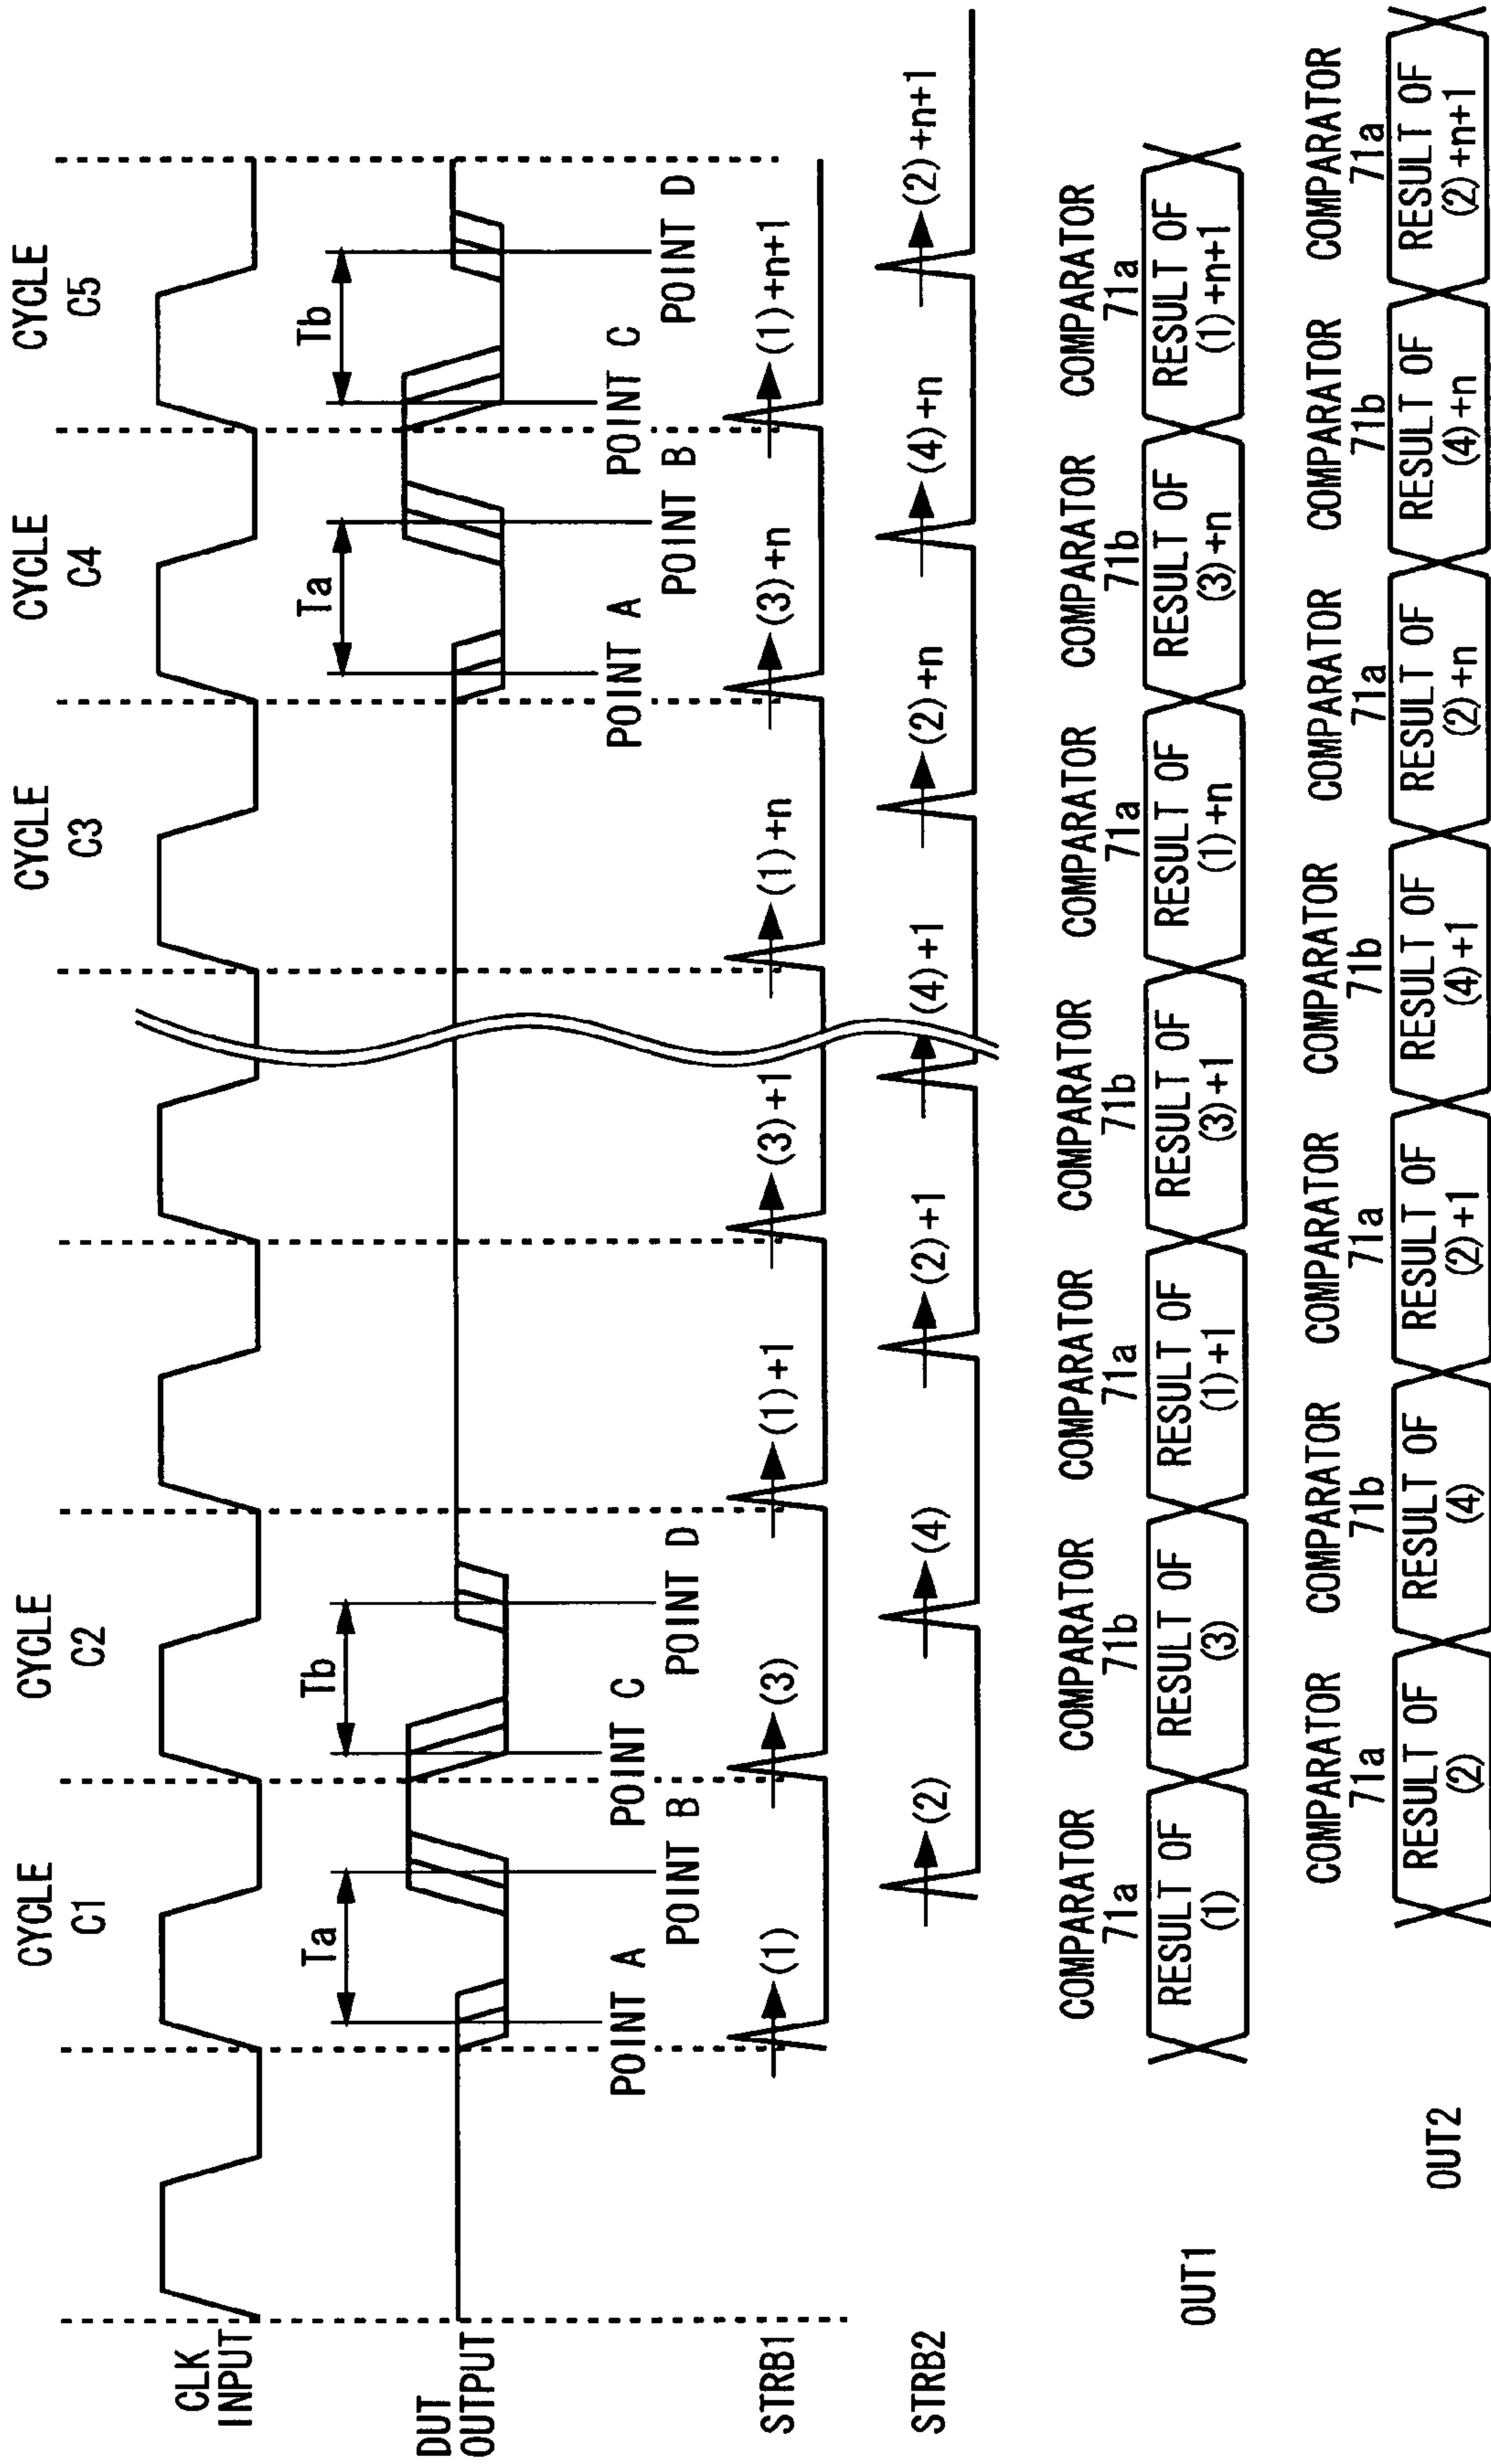 CYCLE
C1
CYCLE
C2
CYCLE
C3
CYCLE
C4
CYCLE
C5
CLK
INPUT
DUT
OUTPUT
Ta
Tb
Ta
Tb
POINT A
POINT B
POINT C
POINT D
POINT A
POINT B
POINT C
POINT D
STRB1
(1)
(3)
(1)+1
(3)+1
(1)+n
(3)+n
(1)+n+1
STRB2
(2)
(4)
(2)+1
(4)+1
(2)+n
(4)+n
(2)+n+1
OUT1
COMPARATOR
71a
RESULT OF
(1)
COMPARATOR
71b
RESULT OF
(3)
COMPARATOR
71a
RESULT OF
(1)+1
COMPARATOR
71b
RESULT OF
(3)+1
COMPARATOR
71a
RESULT OF
(1)+n
COMPARATOR
71b
RESULT OF
(3)+n
COMPARATOR
71a
RESULT OF
(1)+n+1
OUT2
COMPARATOR
71a
RESULT OF
(2)
COMPARATOR
71b
RESULT OF
(4)
COMPARATOR
71a
RESULT OF
(2)+1
COMPARATOR
71b
RESULT OF
(4)+1
COMPARATOR
71a
RESULT OF
(2)+n
COMPARATOR
71b
RESULT OF
(4)+n
COMPARATOR
71a
RESULT OF
(2)+n+1